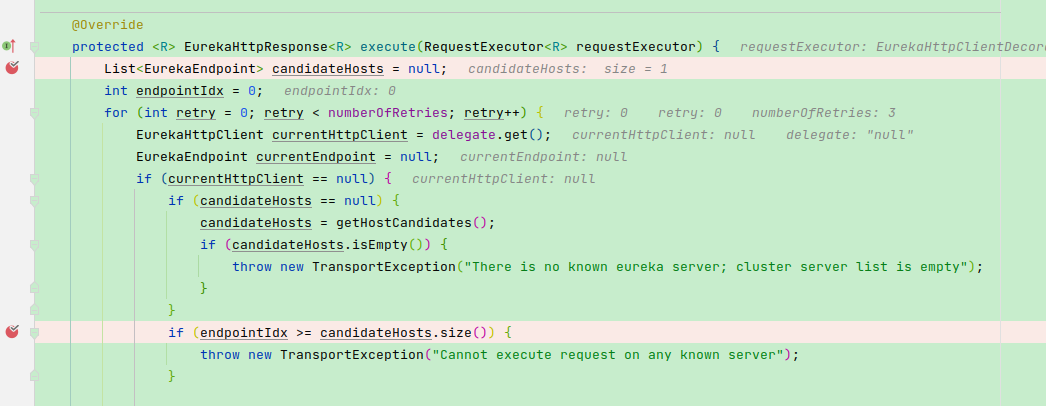 @Override
protected <R> EurekaHttpResponse<R> execute(RequestExecutor<R> requestExecutor) { requestExecutor: EurekaHttpClientDecor
List<EurekaEndpoint> candidateHosts = null; candidateHosts: size = 1
int endpointIdx = 0; endpointIdx: 0
for (int retry = 0; retry < numberOfRetries; retry++) { retry: 0 retry: 0 numberOfRetries: 3
EurekaHttpClient currentHttpClient = delegate.get(); currentHttpClient: null delegate: "null"
EurekaEndpoint currentEndpoint = null; currentEndpoint: null
if (currentHttpClient == null) { currentHttpClient: null
if (candidateHosts == null) {
candidateHosts = getHostCandidates();
if (candidateHosts.isEmpty()) {
throw new TransportException("There is no known eureka server; cluster server list is empty");
}
}
if (endpointIdx >= candidateHosts.size()) {
throw new TransportException("Cannot execute request on any known server");
}